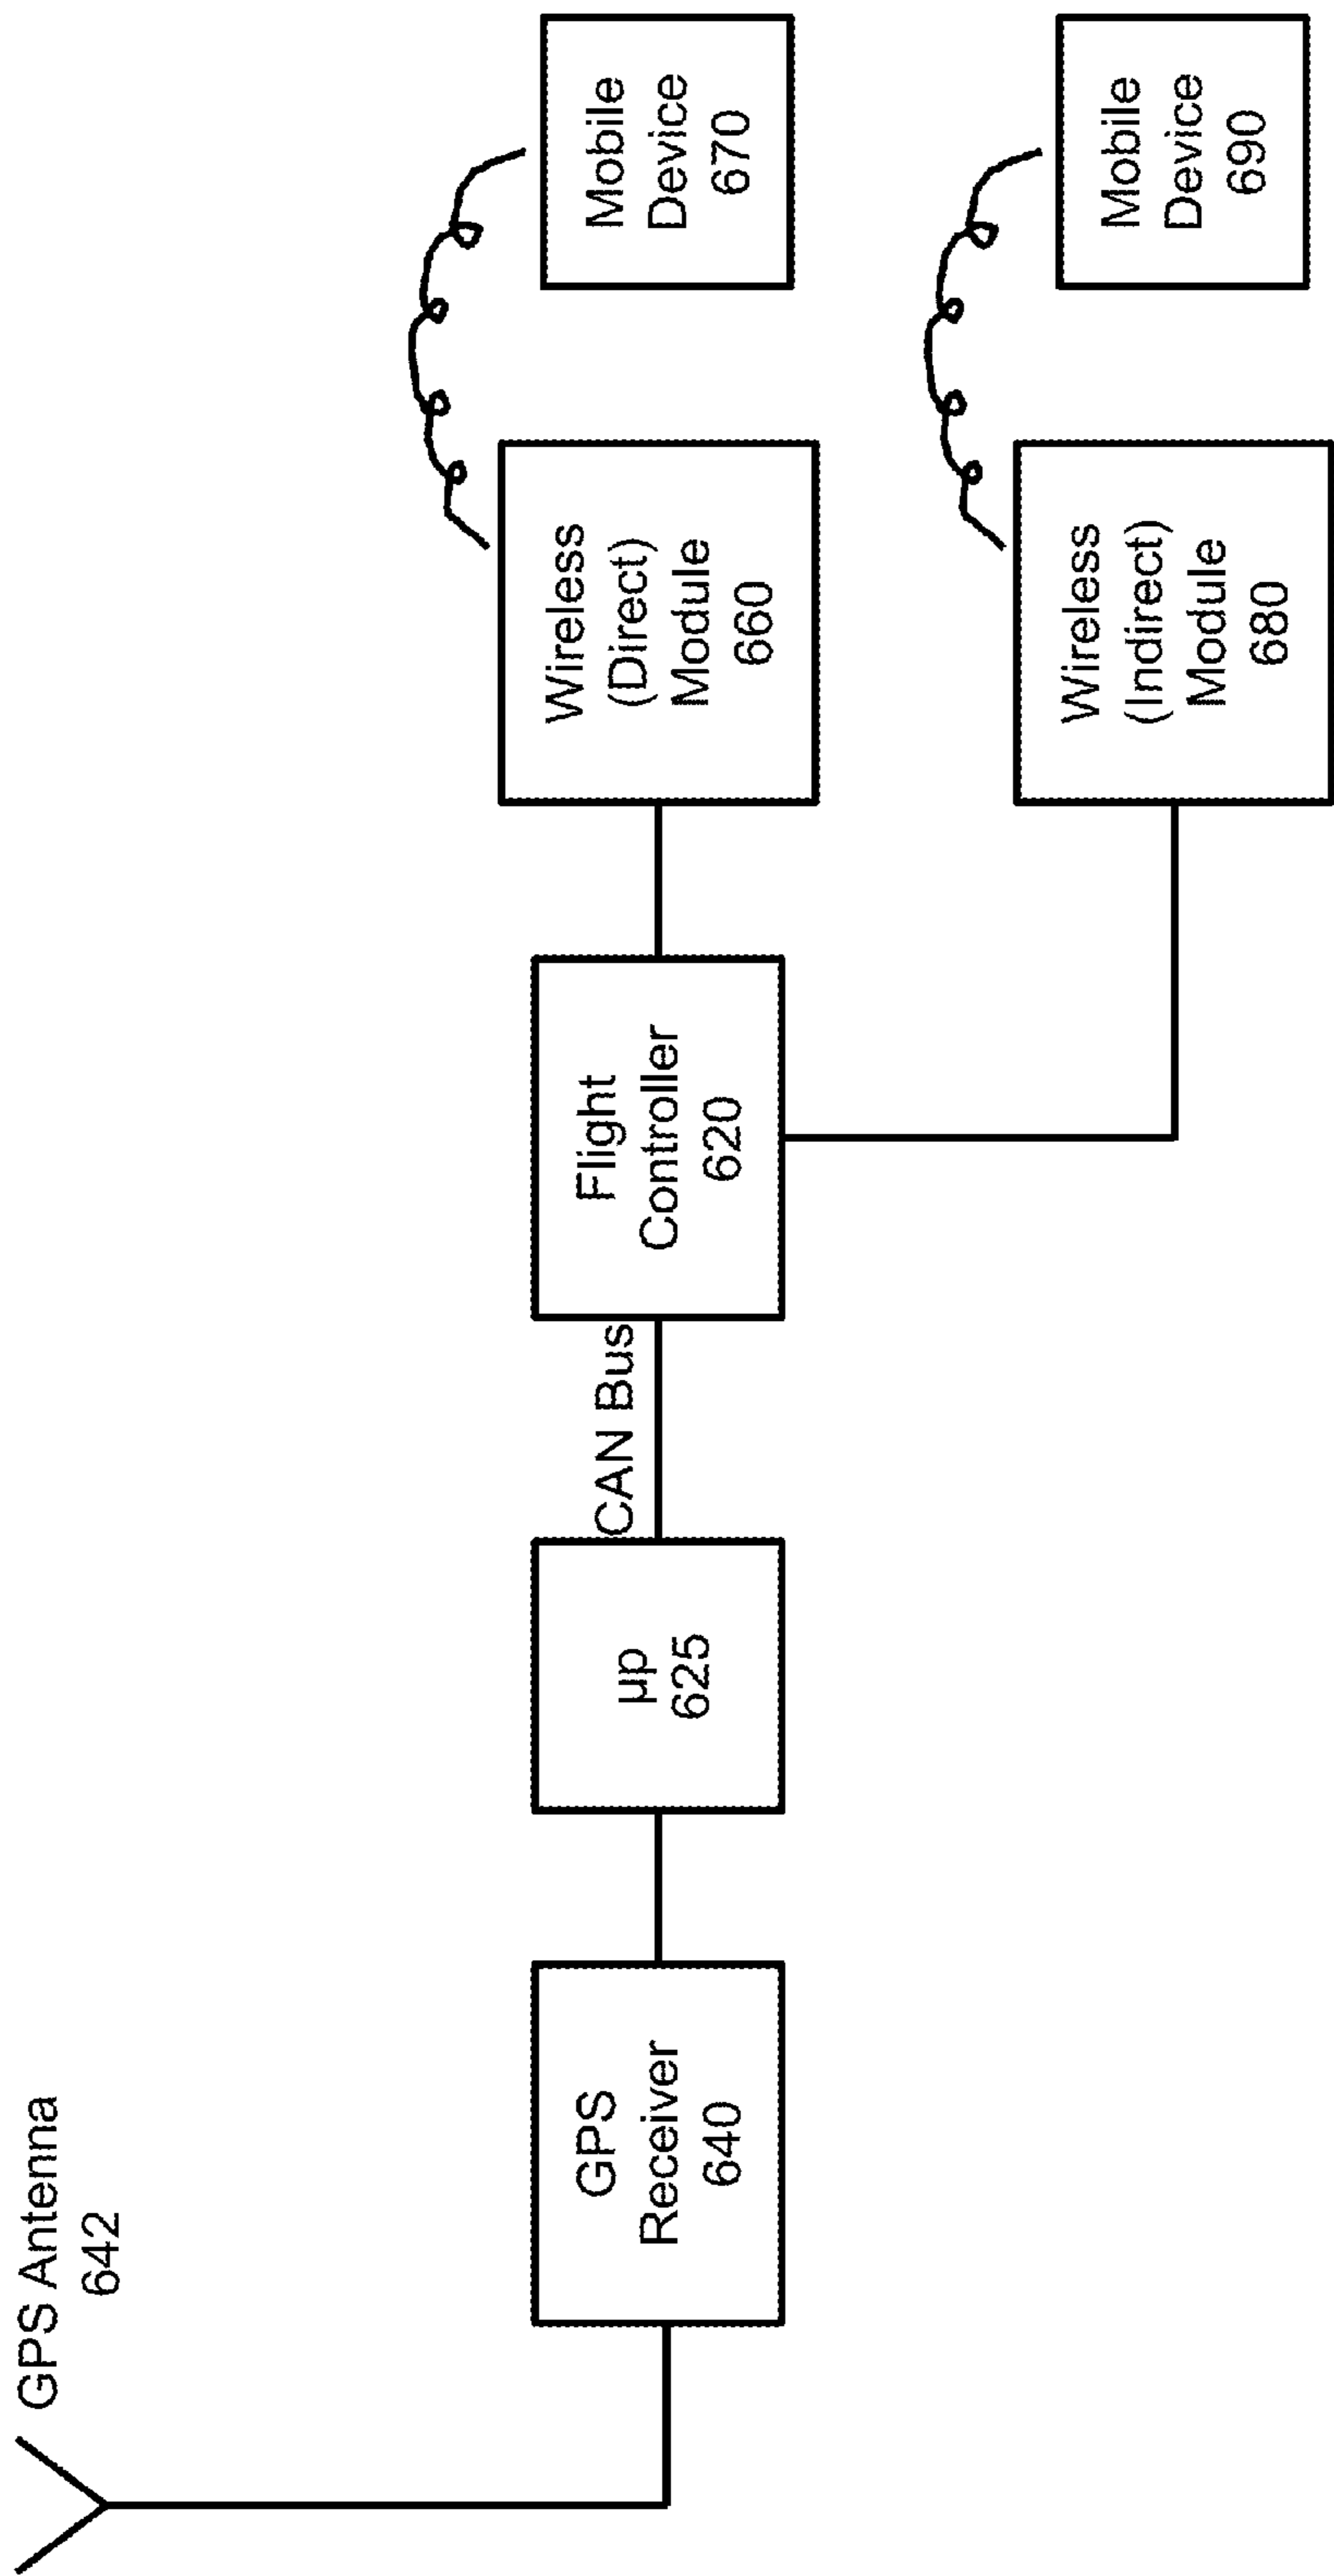 GPS Antenna
642
GPS
Receiver
640
µp
625
CAN Bus
Flight
Controller
620
Wireless
(Direct)
Module
660
Mobile
Device
670
Wireless
(Indirect)
Module
680
Mobile
Device
690